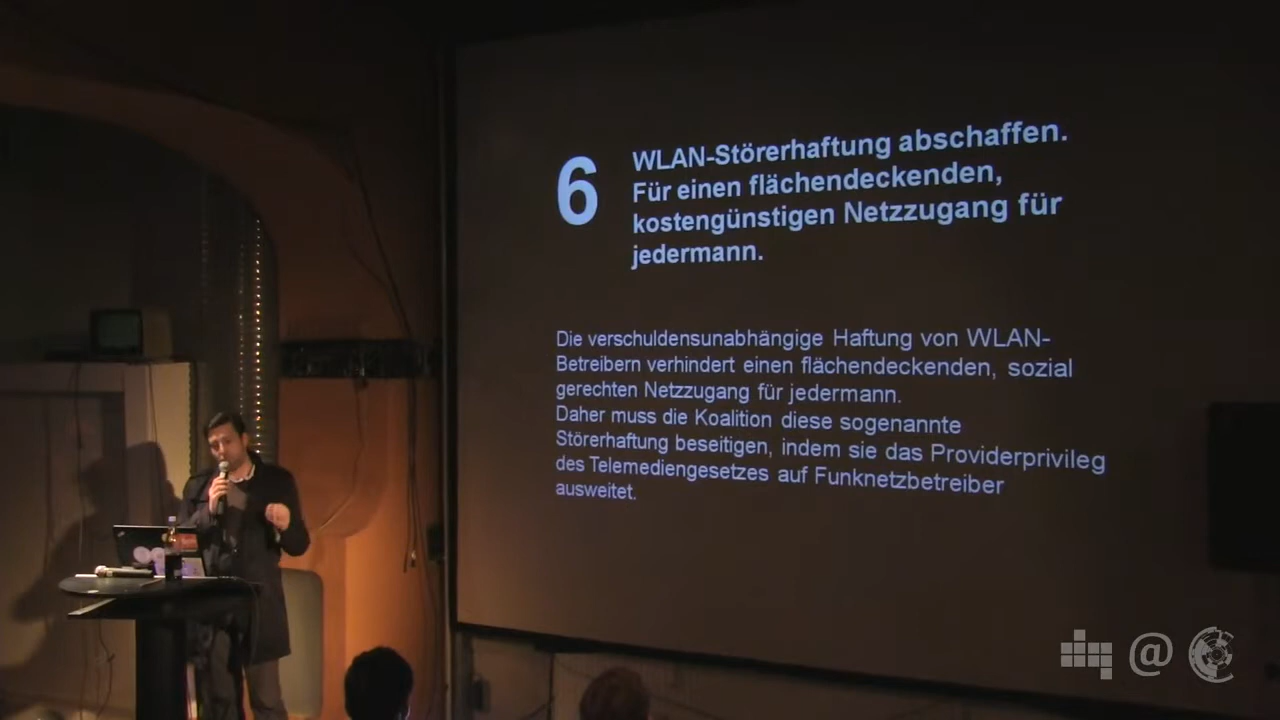 6
WLAN-Störerhaftung abschaffen.
Für einen flächendeckenden,
kostengünstigen Netzzugang für
jedermann.
Die verschuldensunabhängige Haftung von WLAN-
Betreibern verhindert einen flächendeckenden, sozial
gerechten Netzzugang für jedermann.
Daher muss die Koalition diese sogenannte
Störerhaftung beseitigen, indem sie das Providerprivileg
des Telemediengesetzes auf Funknetzbetreiber
ausweitet.
@